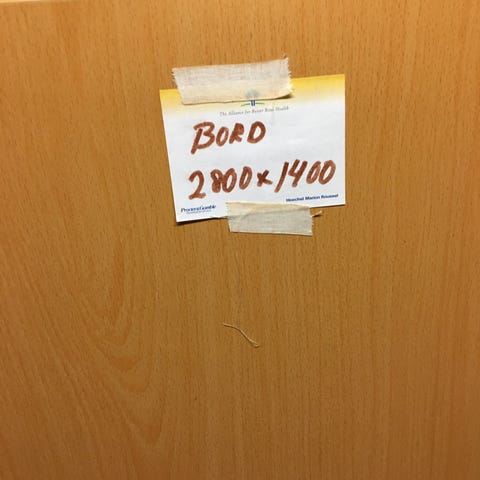 The Alliance for Better Bone Health
BORD
2800 x 1400
Procter&Gamble
Hoechst Marion Roussel